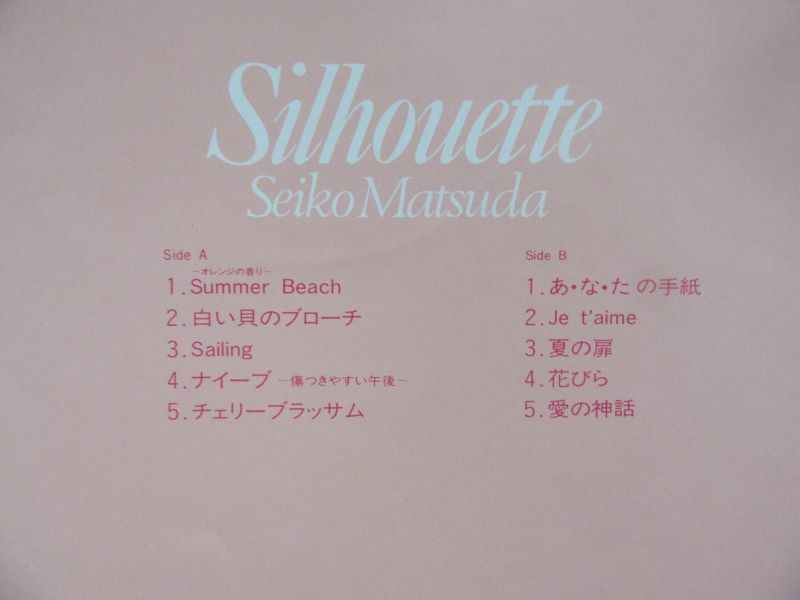 Silhouette
Seiko Matsuda
Side A
～オレンジの香り～
1. Summer Beach
2. 白い貝のブローチ
3. Sailing
4. ナイーブ ～傷つきやすい午後～
5. チェリーブラッサム
Side B
1. あ・な・たの手紙
2. Je t'aime
3. 夏の扉
4. 花びら
5. 愛の神話